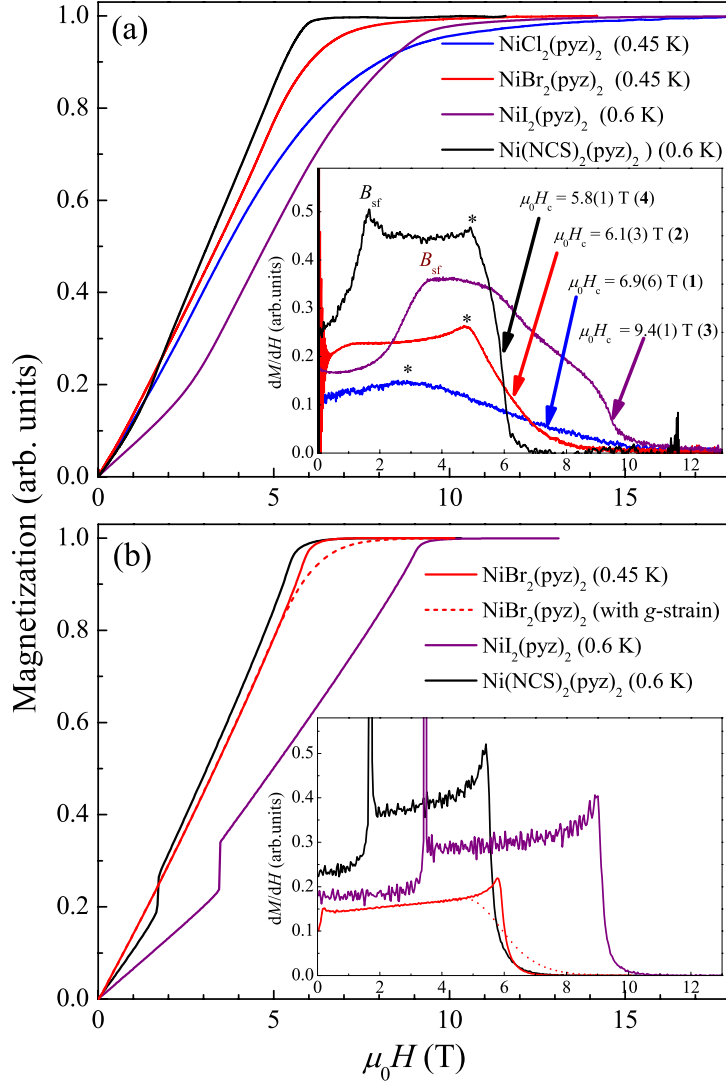 (a)
NiCl2(pyz)2 (0.45 K)
NiBr2(pyz)2 (0.45 K)
NiI2(pyz)2 (0.6 K)
Ni(NCS)2(pyz)2 ) (0.6 K)
1.0
0.8
0.6
0.4
0.2
0.0
0
5
10
15
Bsf
*
*
*
Bsf
μ0Hc = 5.8(1) T (4)
μ0Hc = 6.1(3) T (2)
μ0Hc = 6.9(6) T (1)
μ0Hc = 9.4(1) T (3)
dM/dH (arb.units)
0.5
0.4
0.3
0.2
0.1
0.0
0 2 4 6 8 10 12
Magnetization (arb. units)
(b)
NiBr2(pyz)2 (0.45 K)
NiBr2(pyz)2 (with g-strain)
NiI2(pyz)2 (0.6 K)
Ni(NCS)2(pyz)2 (0.6 K)
1.0
0.8
0.6
0.4
0.2
0.0
dM/dH (arb.units)
0.5
0.4
0.3
0.2
0.1
0.0
0 2 4 6 8 10 12
0 5 10 15
μ0H (T)